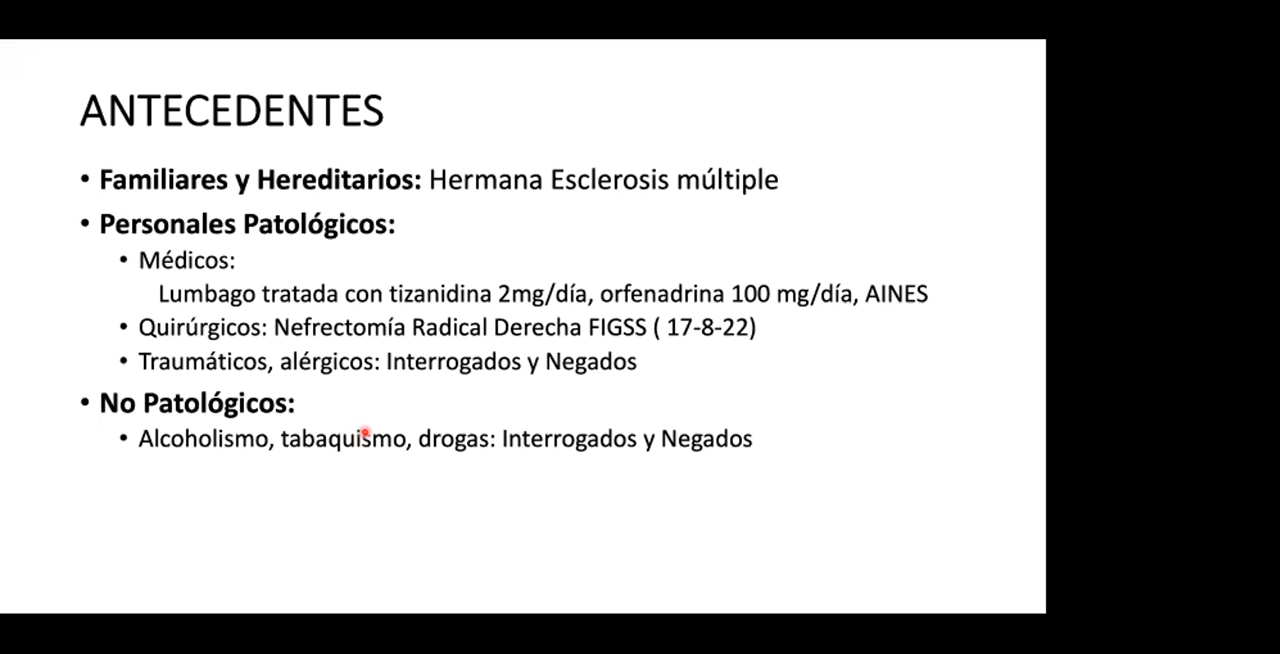 ANTECEDENTES
• Familiares y Hereditarios: Hermana Esclerosis múltiple
• Personales Patológicos:
• Médicos:
Lumbago tratada con tizanidina 2mg/día, orfenadrina 100 mg/día, AINES
• Quirúrgicos: Nefrectomía Radical Derecha FIGSS ( 17-8-22)
• Traumáticos, alérgicos: Interrogados y Negados
• No Patológicos:
• Alcoholismo, tabaquismo, drogas: Interrogados y Negados